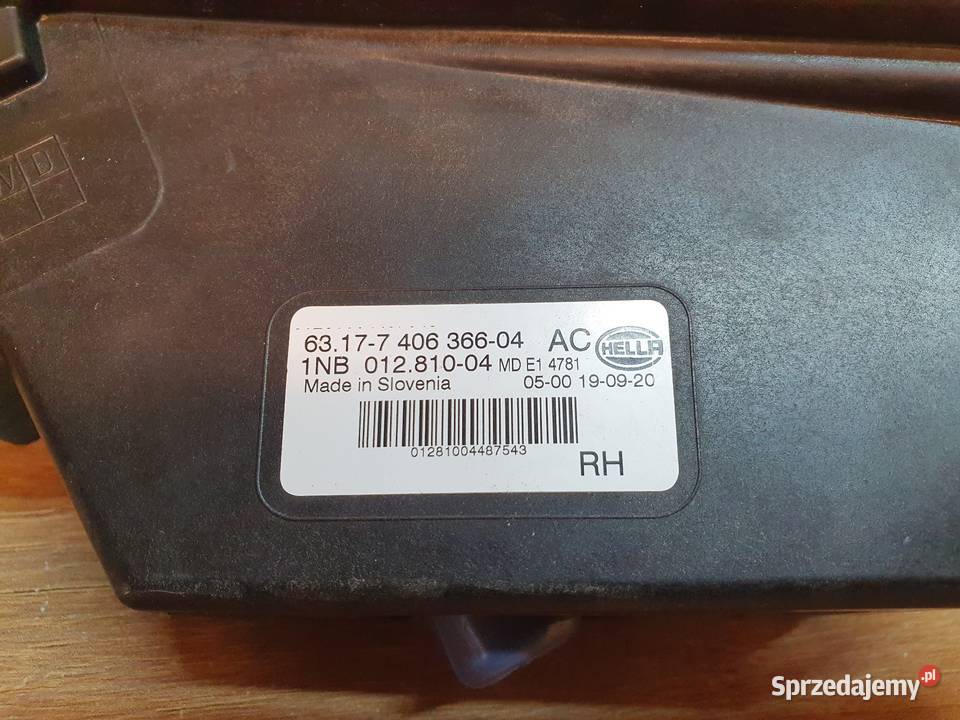 63.17-7 406 366-04 AC HELLA
1NB 012.810-04 MD E1 4781
Made in Slovenia 05-00 19-09-20
01281004487543
RH
Sprzedajemy.pl